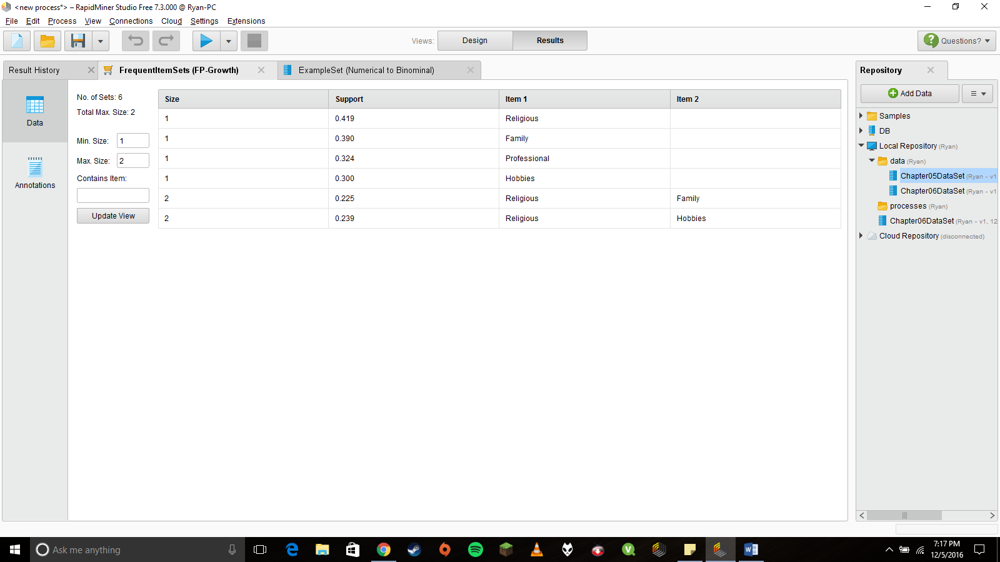 <new process*> – RapidMiner Studio Free 7.3.000 @ Ryan-PC
File Edit Process View Connections Cloud Settings Extensions
Views: Design Results Questions?
Result History FrequentItemSets (FP-Growth) ExampleSet (Numerical to Binominal) Repository
Data
Annotations
No. of Sets: 6
Total Max. Size: 2
Min. Size: 1
Max. Size: 2
Contains Item:
Update View
Size Support Item 1 Item 2
1 0.419 Religious
1 0.390 Family
1 0.324 Professional
1 0.300 Hobbies
2 0.225 Religious Family
2 0.239 Religious Hobbies
Add Data
Samples
DB
Local Repository (Ryan)
data (Ryan)
Chapter05DataSet (Ryan - v1
Chapter06DataSet (Ryan - v1
processes (Ryan)
Chapter06DataSet (Ryan - v1, 12
Cloud Repository (disconnected)
Ask me anything
7:17 PM
12/5/2016